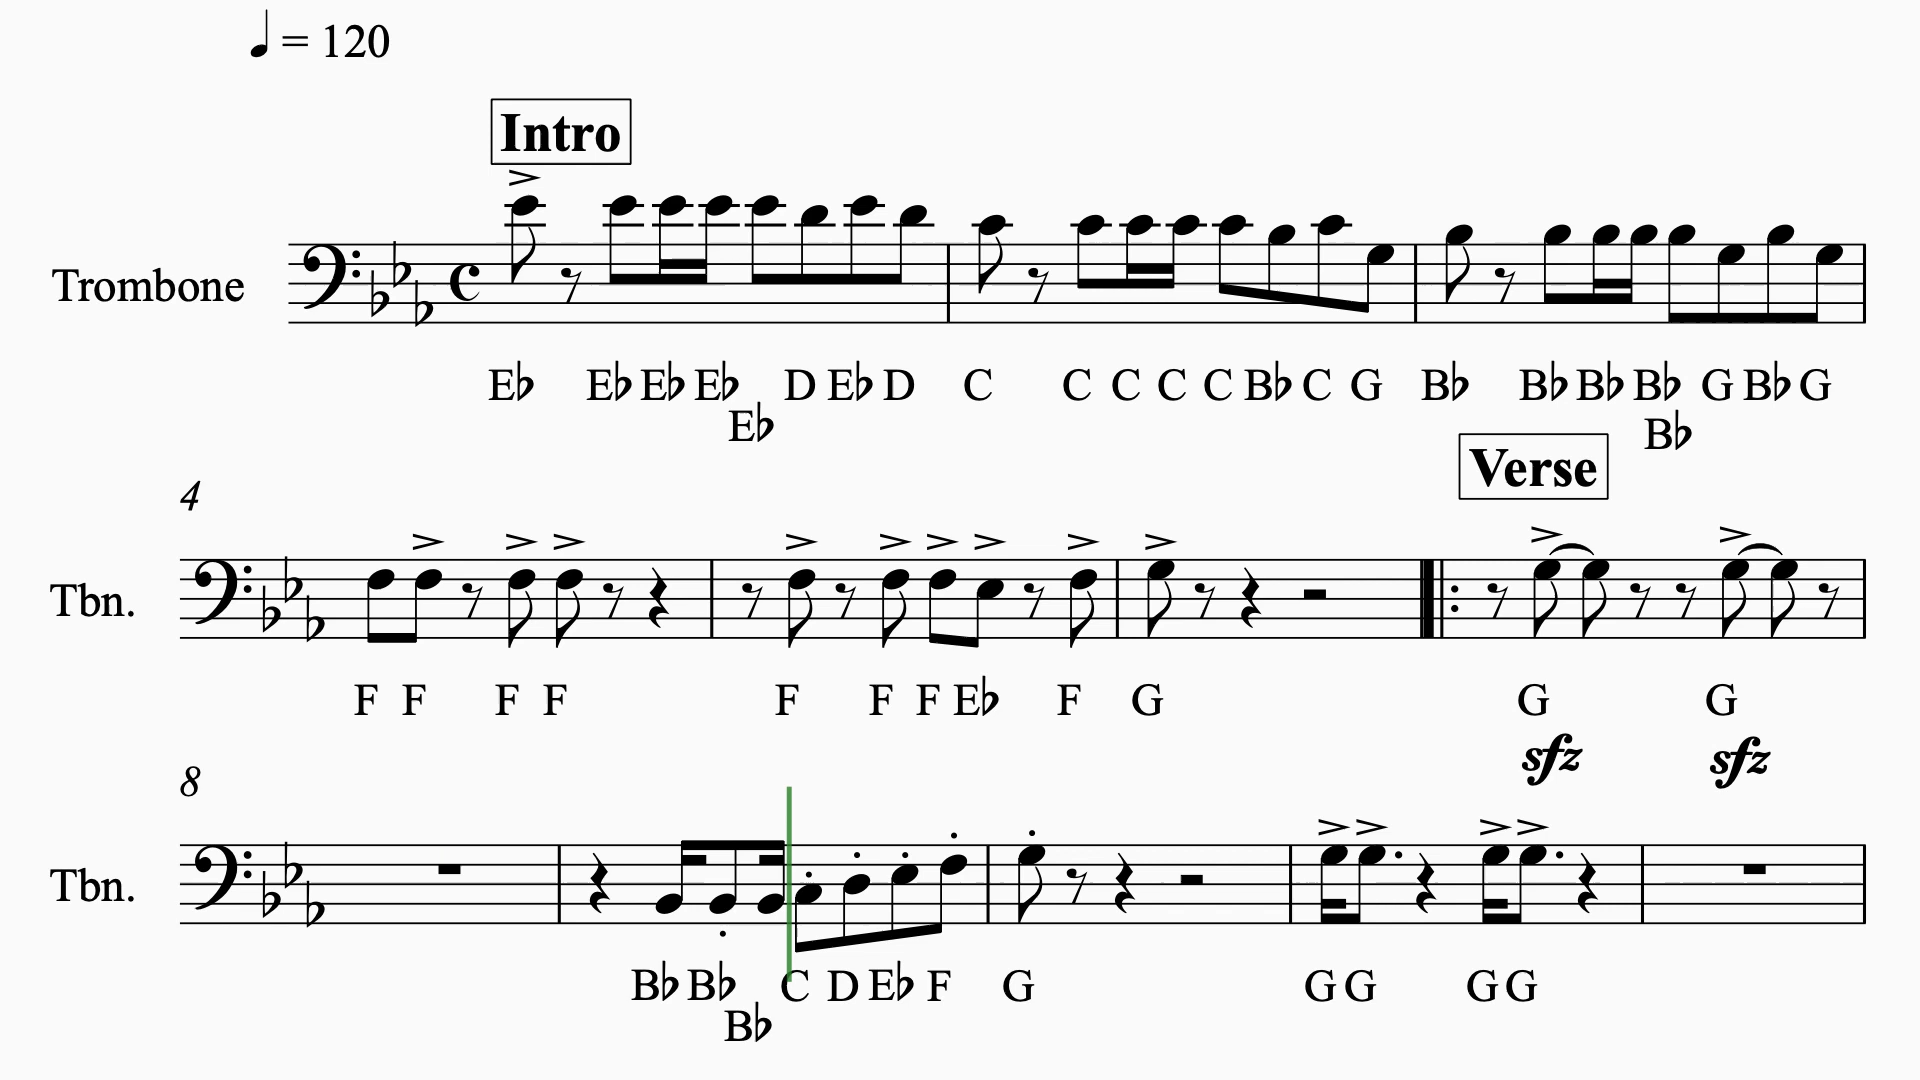 ♩ = 120
Intro
Trombone
E♭ E♭ E♭ E♭ D E♭ D C C C C C B♭ C G B♭ B♭ B♭ B♭ G B♭ G
E♭ B♭
Verse
4
Tbn.
F F F F F F F E♭ F G G G
sfz sfz
8
Tbn.
B♭ B♭ C D E♭ F G G G G G
B♭